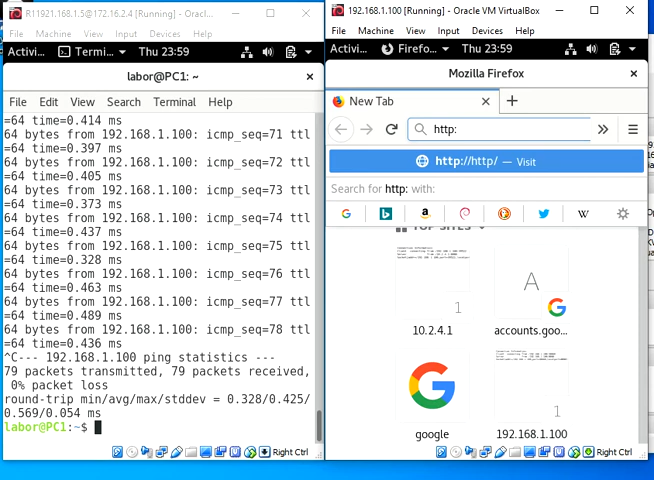 R11921.168.1.5@172.16.2.4 [Running] - Orac...
File Machine View Input Devices Help
Activi... Termi... Thu 23:59
labor@PC1: ~
File Edit View Search Terminal Help
=64 time=0.414 ms
64 bytes from 192.168.1.100: icmp_seq=71 ttl
=64 time=0.397 ms
64 bytes from 192.168.1.100: icmp_seq=72 ttl
=64 time=0.405 ms
64 bytes from 192.168.1.100: icmp_seq=73 ttl
=64 time=0.373 ms
64 bytes from 192.168.1.100: icmp_seq=74 ttl
=64 time=0.437 ms
64 bytes from 192.168.1.100: icmp_seq=75 ttl
=64 time=0.328 ms
64 bytes from 192.168.1.100: icmp_seq=76 ttl
=64 time=0.463 ms
64 bytes from 192.168.1.100: icmp_seq=77 ttl
=64 time=0.489 ms
64 bytes from 192.168.1.100: icmp_seq=78 ttl
=64 time=0.436 ms
^C--- 192.168.1.100 ping statistics ---
79 packets transmitted, 79 packets received,
0% packet loss
round-trip min/avg/max/stddev = 0.328/0.425/
0.569/0.054 ms
labor@PC1:~$
Right Ctrl
192.168.1.100 [Running] - Oracle VM VirtualBox
File Machine View Input Devices Help
Activi... Firefo... Thu 23:59
Mozilla Firefox
New Tab
http:
http://http/ — Visit
Search for http: with:
TOP SITES
1
10.2.4.1
A
accounts.goo...
google
1
192.168.1.100
Right Ctrl